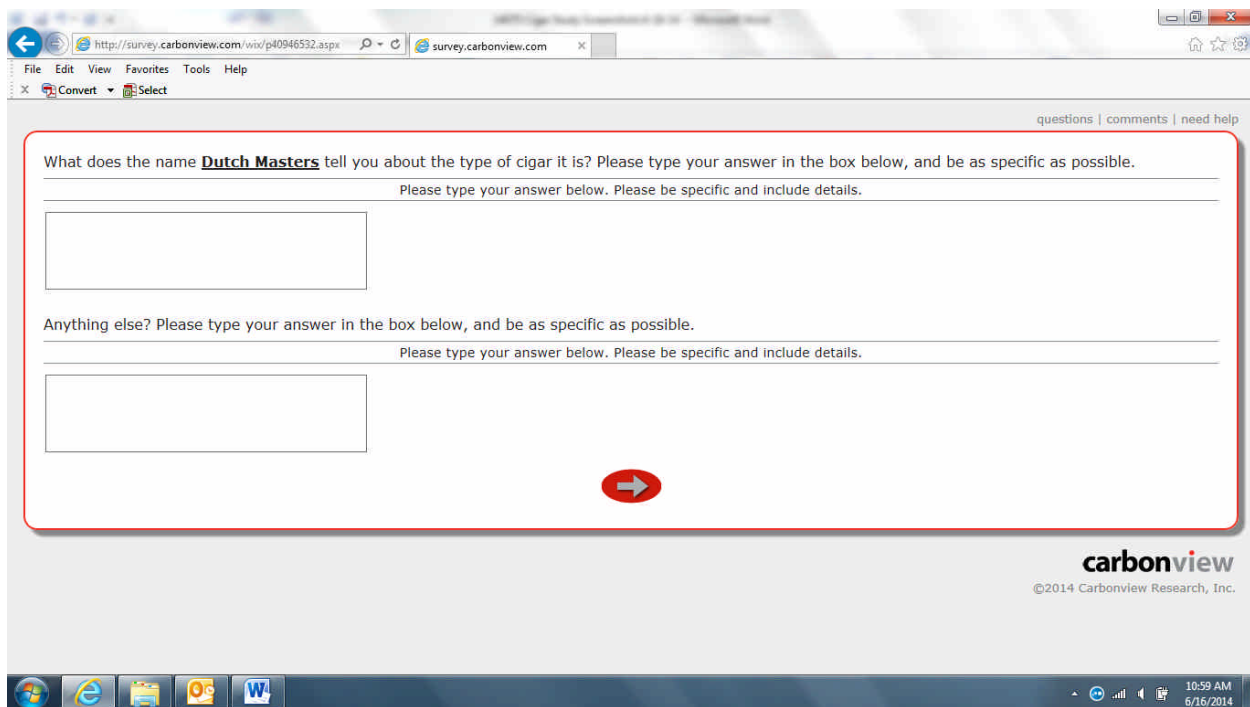 http://survey.carbonview.com/wix/p40946532.aspx
survey.carbonview.com
File Edit View Favorites Tools Help
Convert Select
questions | comments | need help
What does the name Dutch Masters tell you about the type of cigar it is? Please type your answer in the box below, and be as specific as possible.
Please type your answer below. Please be specific and include details.
Anything else? Please type your answer in the box below, and be as specific as possible.
Please type your answer below. Please be specific and include details.
carbonview
©2014 Carbonview Research, Inc.
10:59 AM
6/16/2014